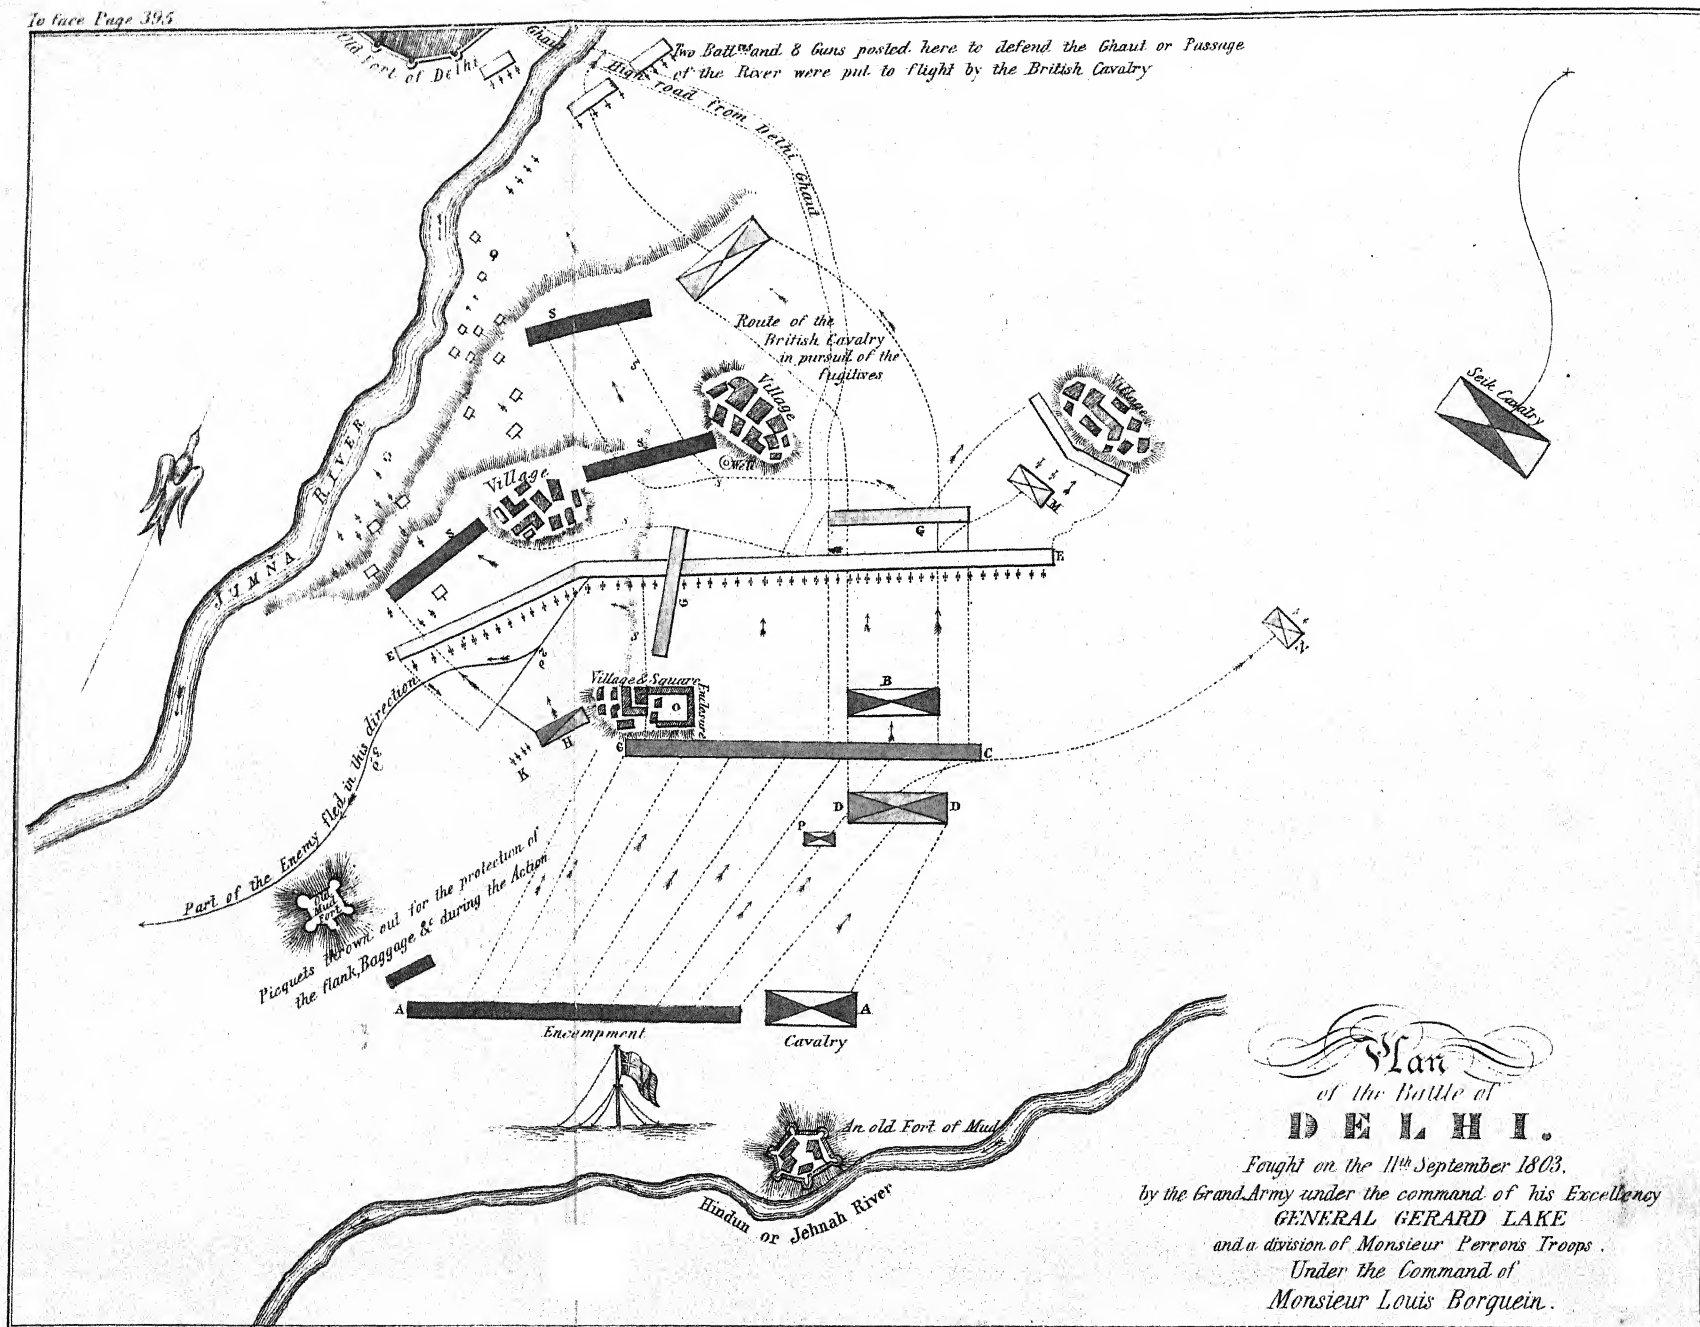 To face Page 395
Old Fort of Delhi
Ghaut
Two Battns and 8 Guns posted here to defend the Ghaut or Passage
of the River were put to flight by the British Cavalry
High road from Delhi Ghaut
9
S
Route of the
British Cavalry
in pursuit of the
fugitives
S
Village
Village
Seik Cavalry
S
Well
Village
M
G
S
JUMNA RIVER
E
E
9
S
2d
N
Village & Square
Enclosure
O
B
H
K
C
C
3d
Part of the Enemy fled in this direction
D
D
P
Old
Mud
Fort
Picquets thrown out for the protection of
the flank, Baggage &c during the Action
A
A
Encampment
Cavalry
An old Fort of Mud
Hindun or Jehnah River
Plan
of the Battle of
DELHI.
Fought on the 11th September 1803.
by the Grand Army under the command of his Excellency
GENERAL GERARD LAKE
and a division of Monsieur Perrons Troops.
Under the Command of
Monsieur Louis Borquein.